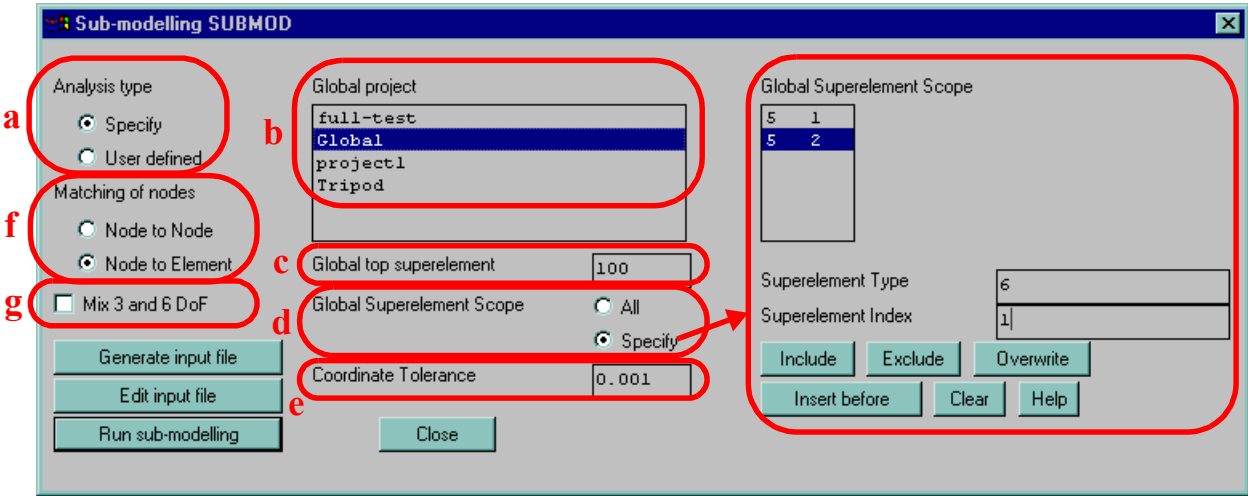 Sub-modelling SUBMOD
a
Analysis type
Specify
User defined
f
Matching of nodes
Node to Node
Node to Element
g
Mix 3 and 6 DoF
Generate input file
Edit input file
Run sub-modelling
b
Global project
full-test
Global
project1
Tripod
c
Global top superelement
100
d
Global Superelement Scope
All
Specify
e
Coordinate Tolerance
0.001
Close
Global Superelement Scope
5 1
5 2
Superelement Type
6
Superelement Index
1
Include Exclude Overwrite
Insert before Clear Help